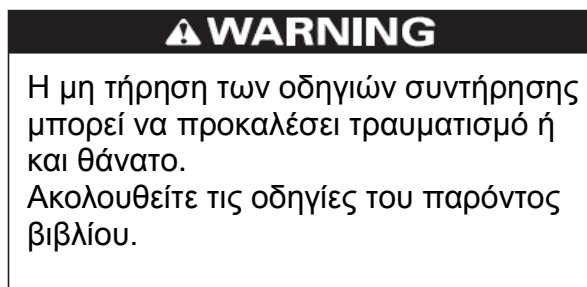 WARNING
Η μη τήρηση των οδηγιών συντήρησης
μπορεί να προκαλέσει τραυματισμό ή
και θάνατο.
Ακολουθείτε τις οδηγίες του παρόντος
βιβλίου.